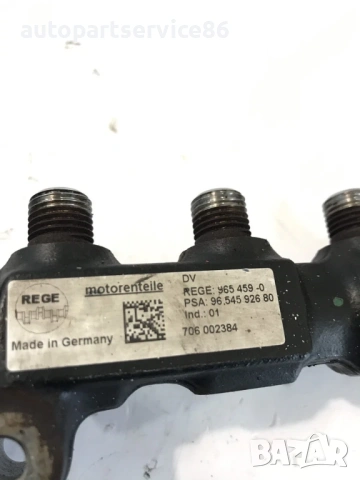 autopartservice86
REGE
motorenteile
Made in Germany
DV
REGE: 965 459 -0
PSA: 96 545 926 80
Ind.: 01
706 002384
BAZAR